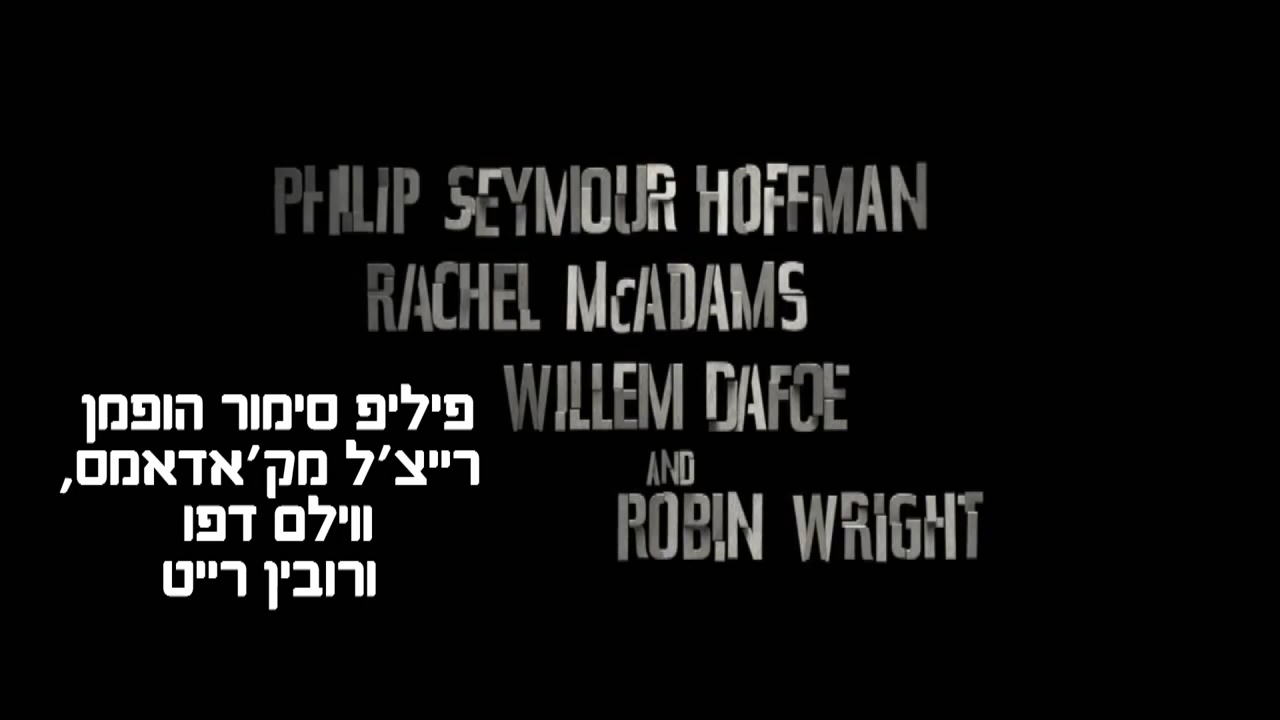 PHILIP SEYMOUR HOFFMAN
RACHEL McADAMS
WILLEM DAFOE
AND
ROBIN WRIGHT
פיליפ סימור הופמן
רייצ'ל מק'אדאמס,
ווילם דפו
ורובין רייט